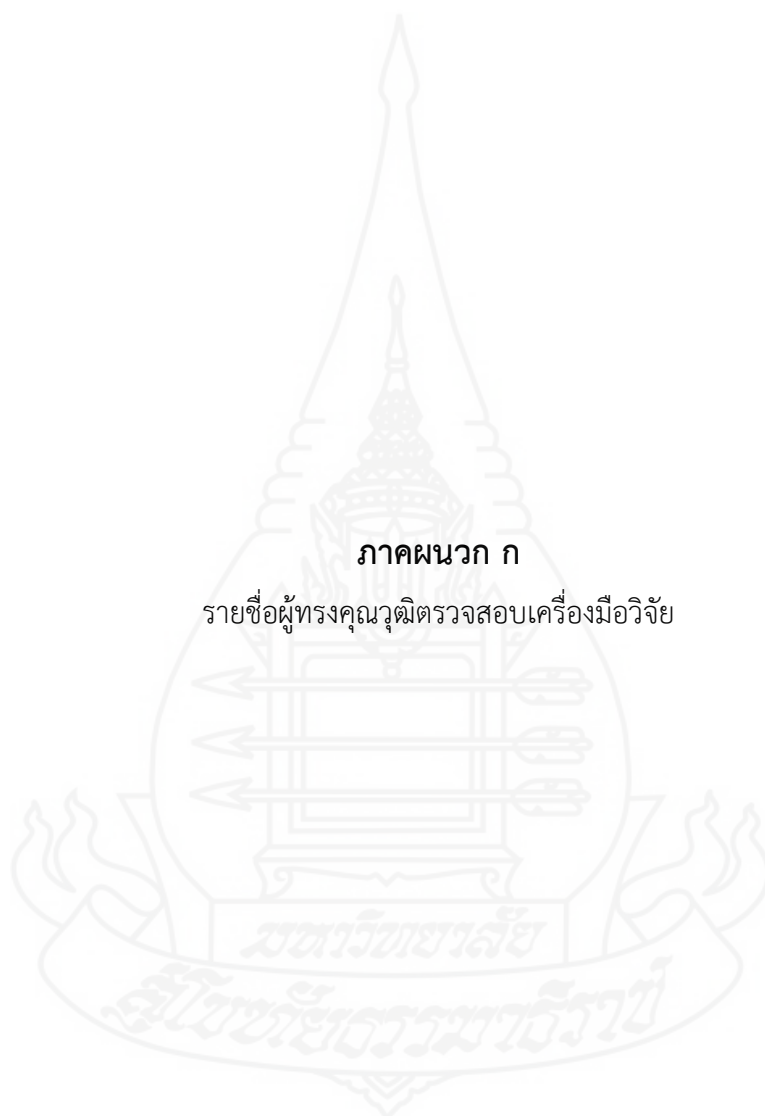 ภาคผนวก ก
รายชื่อผู้ทรงคุณวุฒิตรวจสอบเครื่องมือวิจัย
มหาวิทยาลัย
สุโขทัยธรรมาธิราช